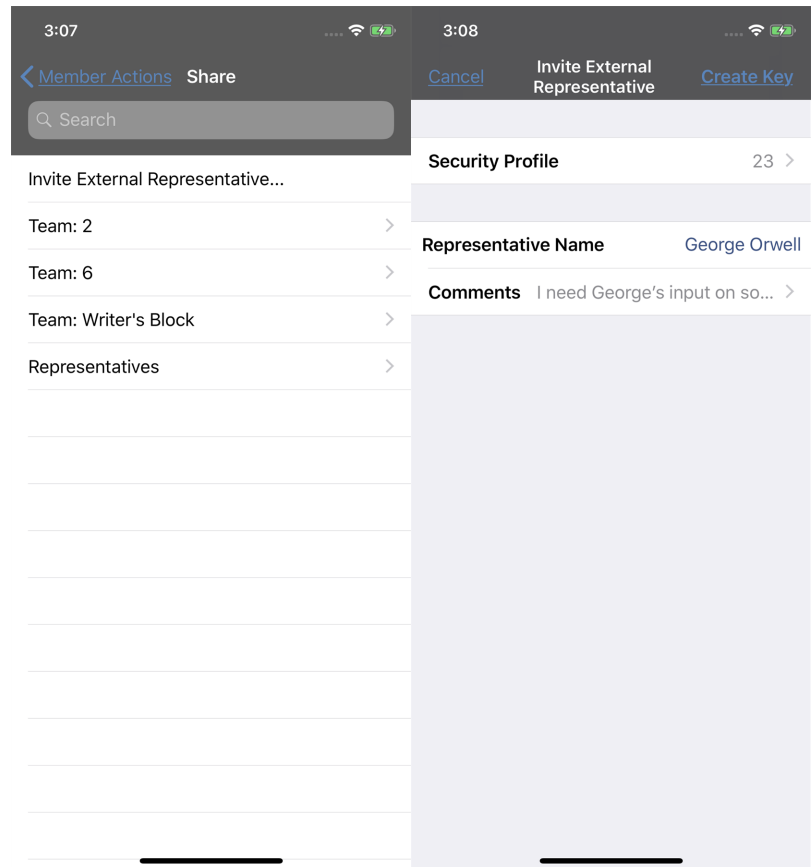 3:07
Member Actions Share
Search
Invite External Representative...
Team: 2
Team: 6
Team: Writer's Block
Representatives
3:08
Cancel
Invite External
Representative
Create Key
Security Profile 23
Representative Name George Orwell
Comments I need George’s input on so...